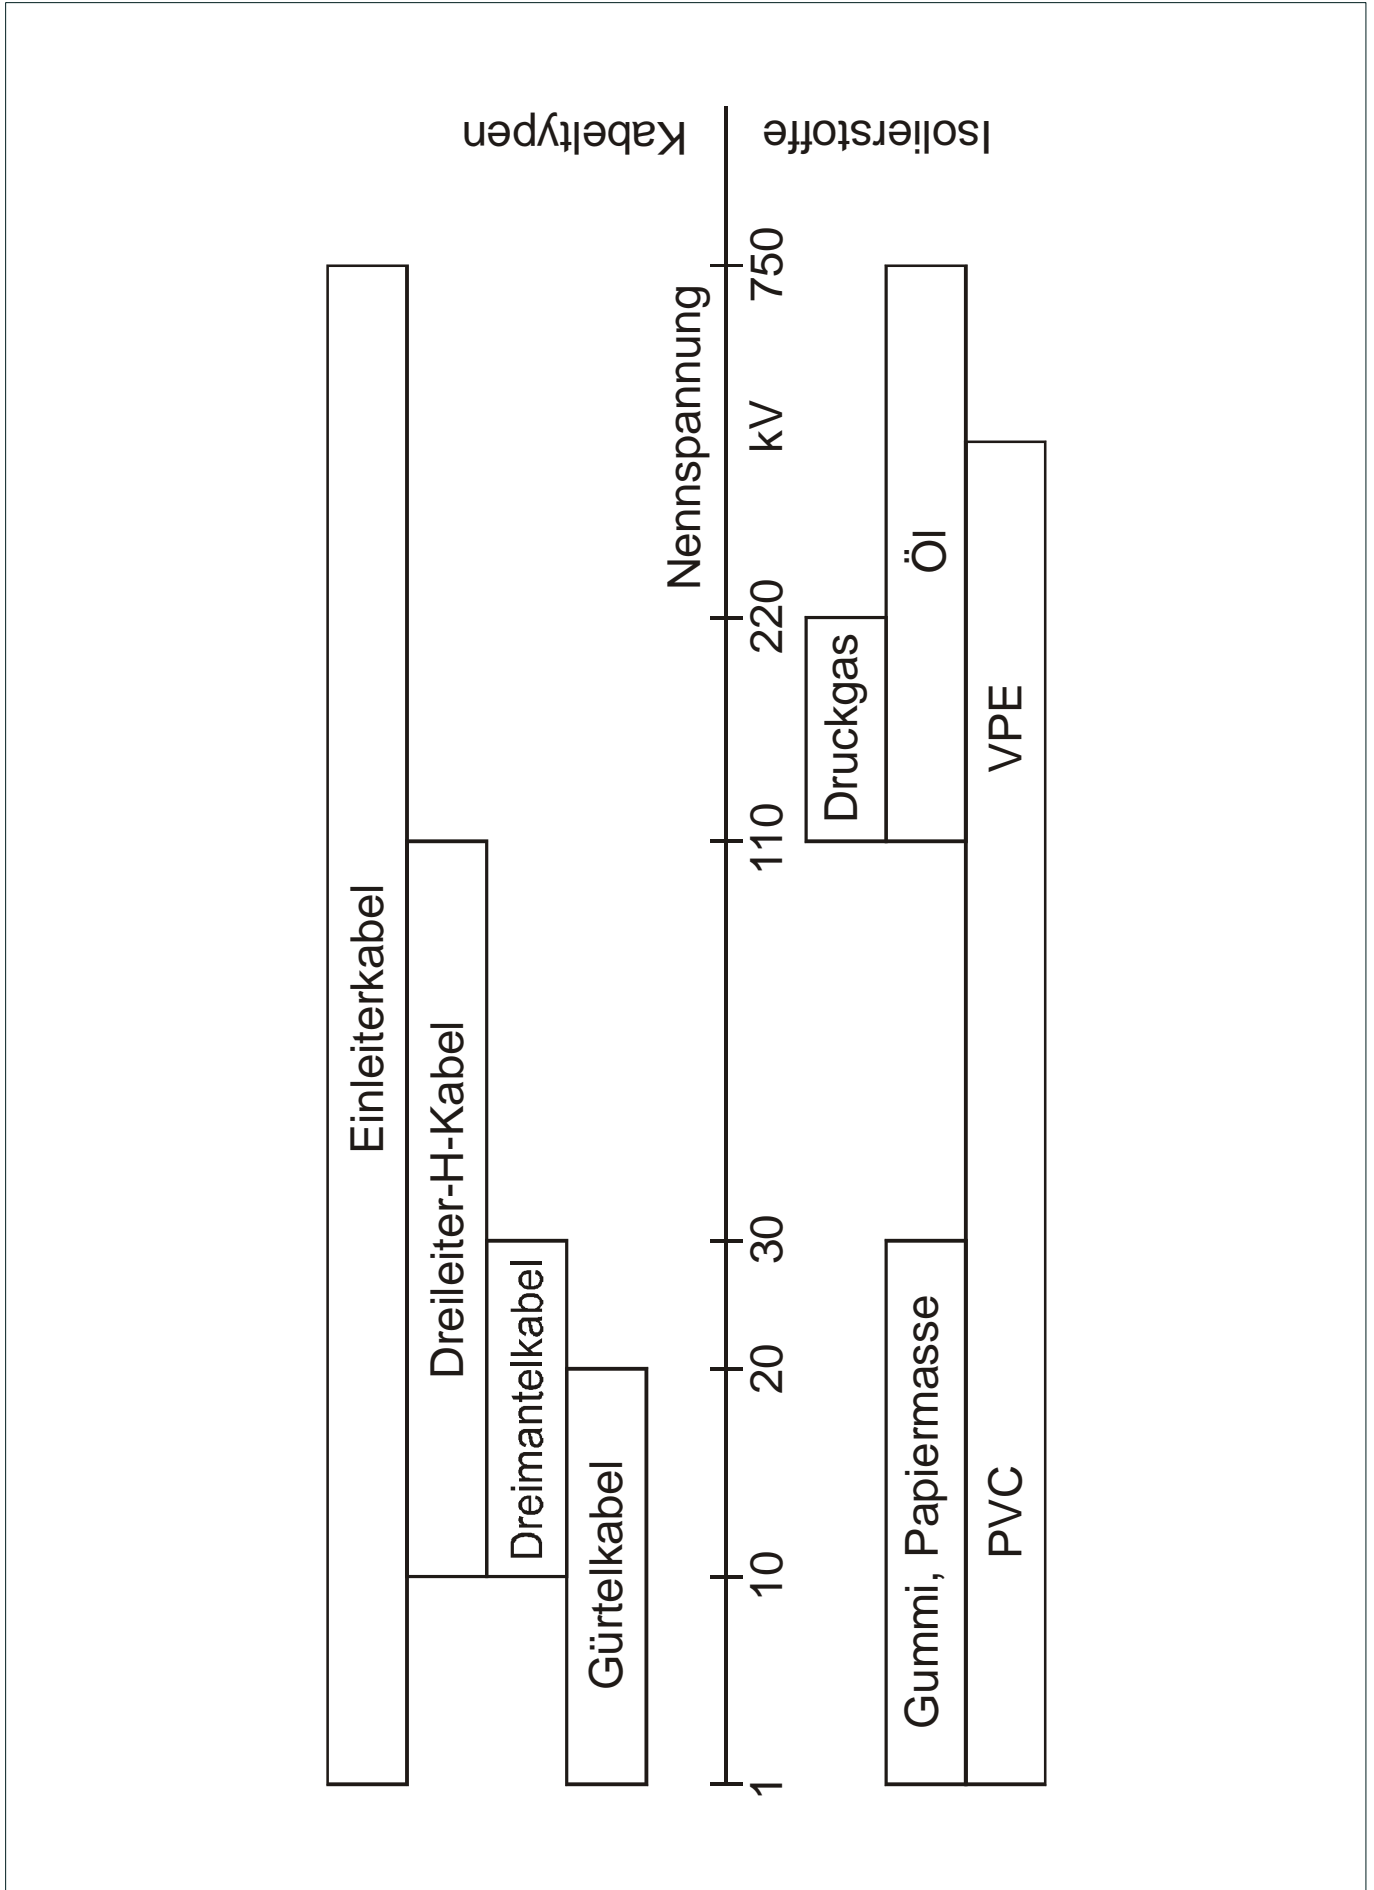 Kabeltypen
Isolierstoffe
Einleiterkabel
Dreileiter-H-Kabel
Dreimantelkabel
Gürtelkabel
Nennspannung
1 10 20 30 110 220 kV 750
Druckgas
Gummi, Papiermasse Öl
PVC VPE